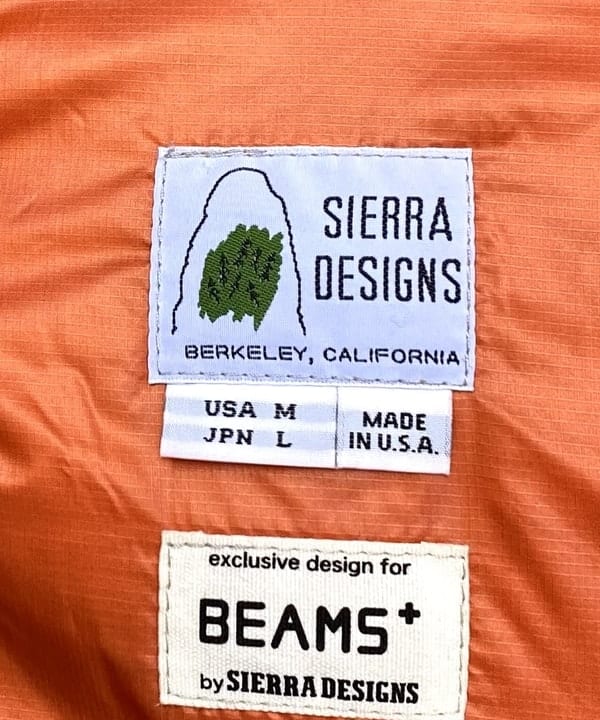 SIERRA
DESIGNS
BERKELEY, CALIFORNIA
USA M
JPN L
MADE
IN U.S.A.
exclusive design for
BEAMS+
by SIERRA DESIGNS